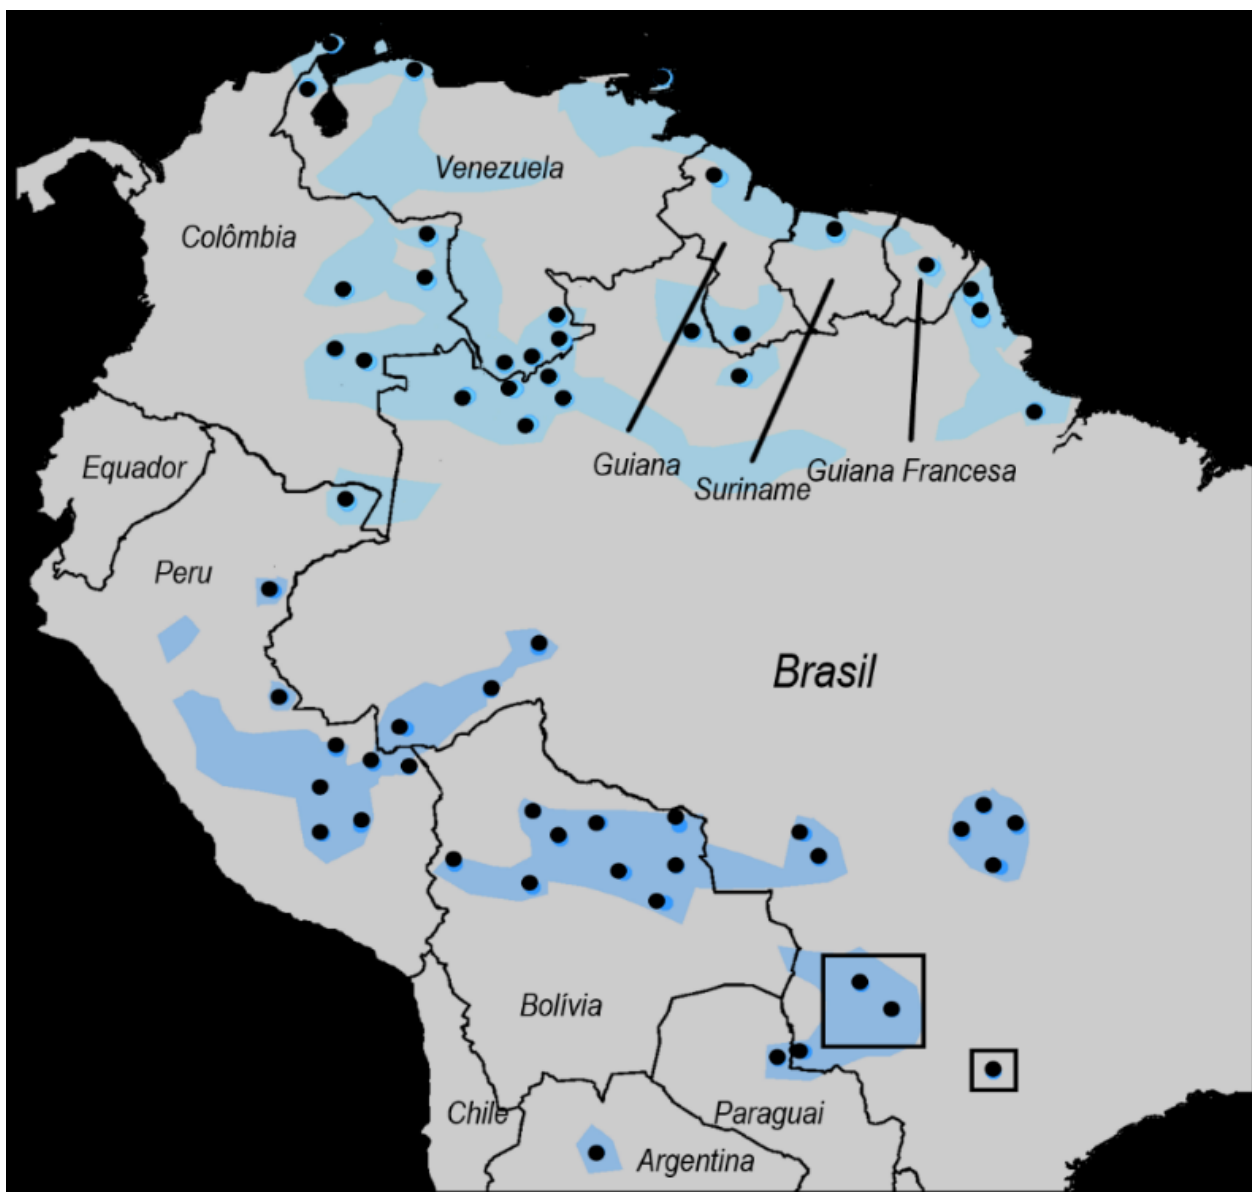 Venezuela
Colômbia
Guiana
Suriname
Guiana Francesa
Equador
Peru
Brasil
Bolívia
Chile
Paraguai
Argentina